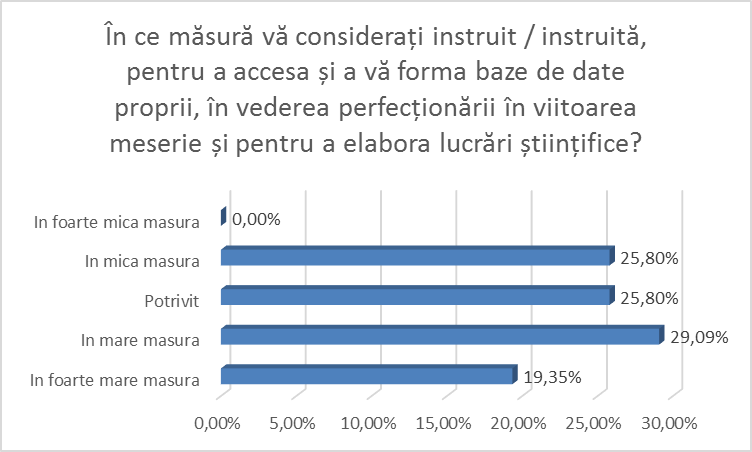 În ce măsură vă considerați instruit / instruită,
pentru a accesa și a vă forma baze de date
proprii, în vederea perfecționării în viitoarea
meserie și pentru a elabora lucrări științifice?
In foarte mica masura 0,00%
In mica masura 25,80%
Potrivit 25,80%
In mare masura 29,09%
In foarte mare masura 19,35%
0,00% 5,00% 10,00% 15,00% 20,00% 25,00% 30,00%